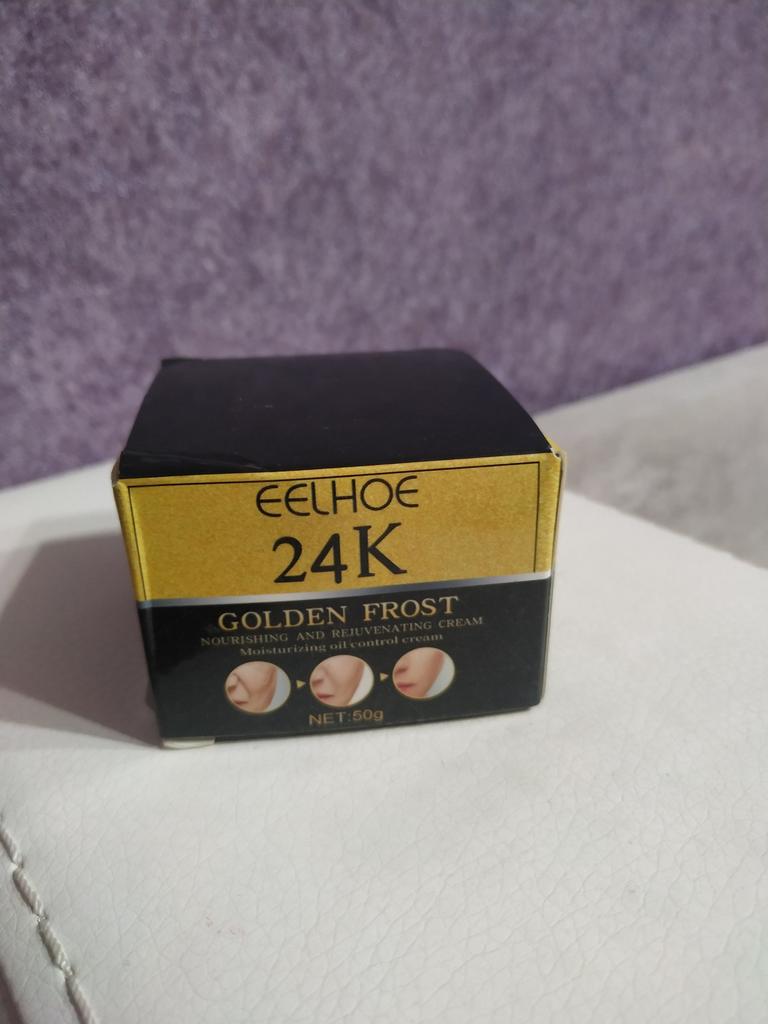 EELHOE
24K
GOLDEN FROST
NOURISHING AND REJUVENATING CREAM
Moisturizing oil control cream
NET:50g